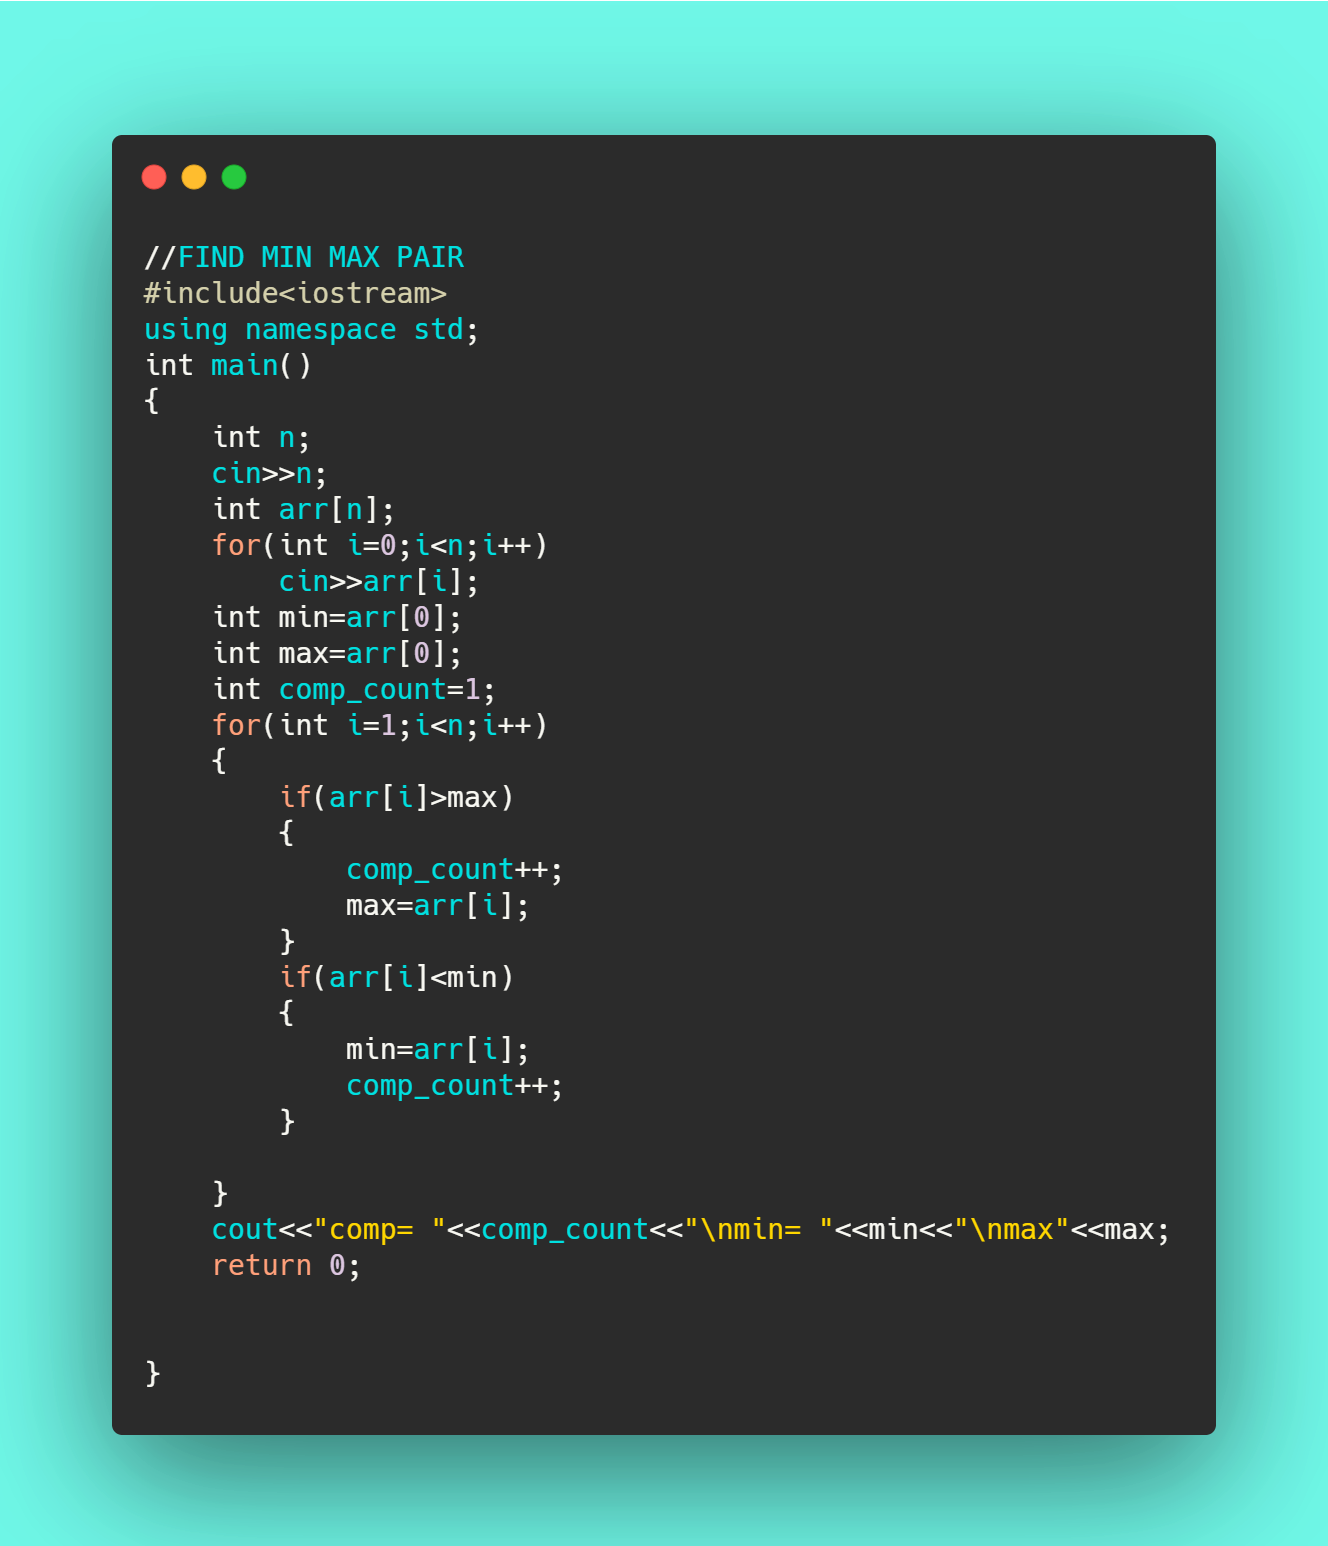 //FIND MIN MAX PAIR
#include<iostream>
using namespace std;
int main()
{
    int n;
    cin>>n;
    int arr[n];
    for(int i=0;i<n;i++)
        cin>>arr[i];
    int min=arr[0];
    int max=arr[0];
    int comp_count=1;
    for(int i=1;i<n;i++)
    {
        if(arr[i]>max)
        {
            comp_count++;
            max=arr[i];
        }
        if(arr[i]<min)
        {
            min=arr[i];
            comp_count++;
        }

    }
    cout<<"comp= "<<comp_count<<"\nmin= "<<min<<"\nmax"<<max;
    return 0;


}